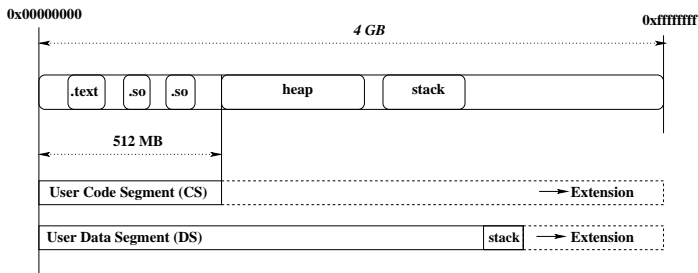 0x00000000
0xffffffff
4 GB
.text .so .so heap stack
512 MB
User Code Segment (CS) Extension
User Data Segment (DS) stack Extension